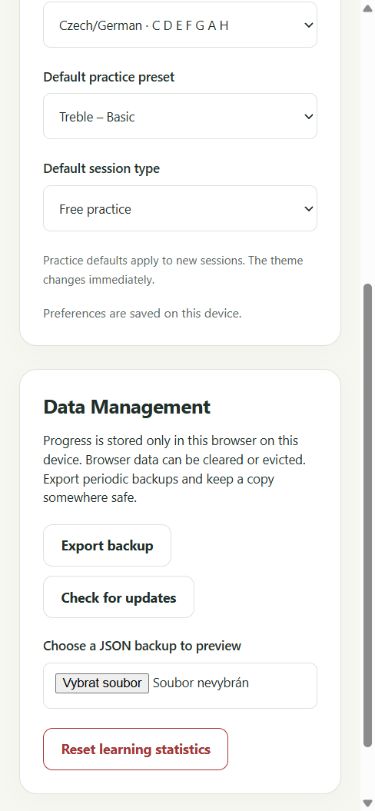 Czech/German · C D E F G A H
Default practice preset
Treble – Basic
Default session type
Free practice
Practice defaults apply to new sessions. The theme
changes immediately.
Preferences are saved on this device.
Data Management
Progress is stored only in this browser on this
device. Browser data can be cleared or evicted.
Export periodic backups and keep a copy
somewhere safe.
Export backup
Check for updates
Choose a JSON backup to preview
Vybrat soubor Soubor nevybrán
Reset learning statistics